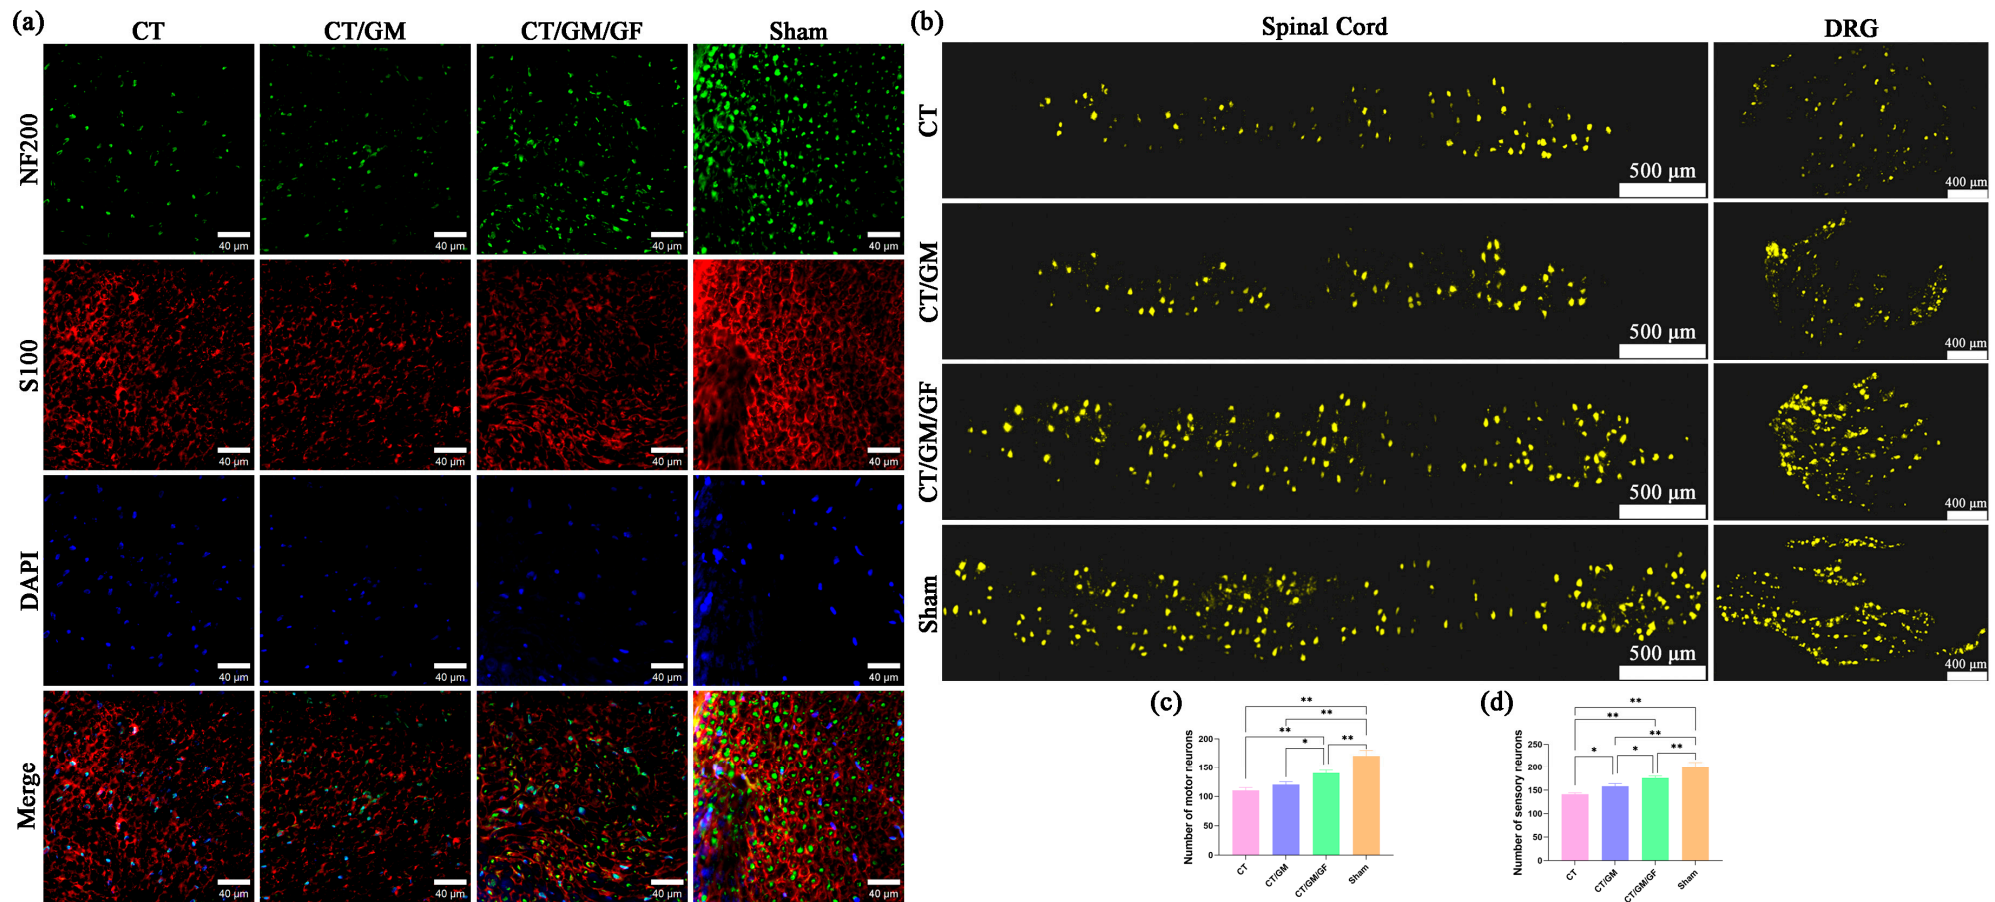 (a)
CT CT/GM CT/GM/GF Sham
NF200
40 µm 40 µm 40 µm 40 µm
S100
40 µm 40 µm 40 µm 40 µm
DAPI
40 µm 40 µm 40 µm 40 µm
Merge
40 µm 40 µm 40 µm 40 µm
(b)
Spinal Cord DRG
CT
500 µm 400 µm
CT/GM
500 µm 400 µm
CT/GM/GF
500 µm 400 µm
Sham
500 µm 400 µm
(c)
**
**
**
* **
Number of motor neurons
200
150
100
50
0
CT CT/GM CT/GM/GF Sham
(d)
**
**
**
* * **
Number of sensory neurons
250
200
150
100
50
0
CT CT/GM CT/GM/GF Sham